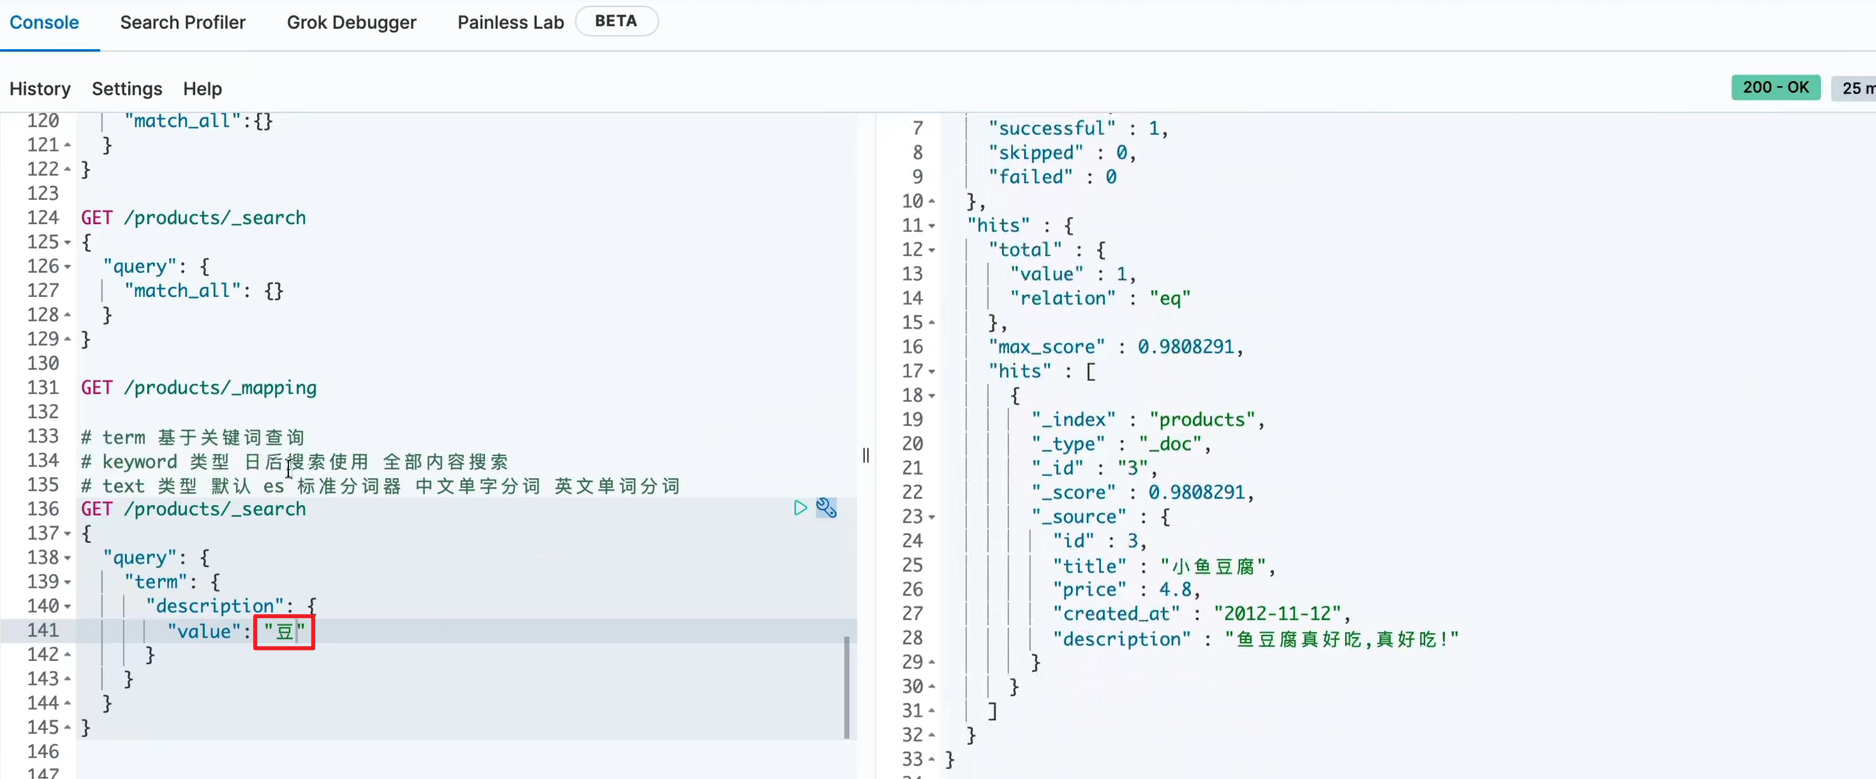 Console Search Profiler Grok Debugger Painless Lab BETA
History Settings Help
200 - OK 25 m
120 "match_all":{}
121 }
122 }
123
124 GET /products/_search
125 {
126 "query": {
127 "match_all": {}
128 }
129 }
130
131 GET /products/_mapping
132
133 # term 基于关键词查询
134 # keyword 类型 日后搜索使用 全部内容搜索
135 # text 类型 默认 es 标准分词器 中文单字分词 英文单词分词
136 GET /products/_search
137 {
138 "query": {
139 "term": {
140 "description": {
141 "value": "豆"
142 }
143 }
144 }
145 }
146
147
7 "successful" : 1,
8 "skipped" : 0,
9 "failed" : 0
10 },
11 "hits" : {
12 "total" : {
13 "value" : 1,
14 "relation" : "eq"
15 },
16 "max_score" : 0.9808291,
17 "hits" : [
18 {
19 "_index" : "products",
20 "_type" : "_doc",
21 "_id" : "3",
22 "_score" : 0.9808291,
23 "_source" : {
24 "id" : 3,
25 "title" : "小鱼豆腐",
26 "price" : 4.8,
27 "created_at" : "2012-11-12",
28 "description" : "鱼豆腐真好吃,真好吃!"
29 }
30 }
31 ]
32 }
33 }